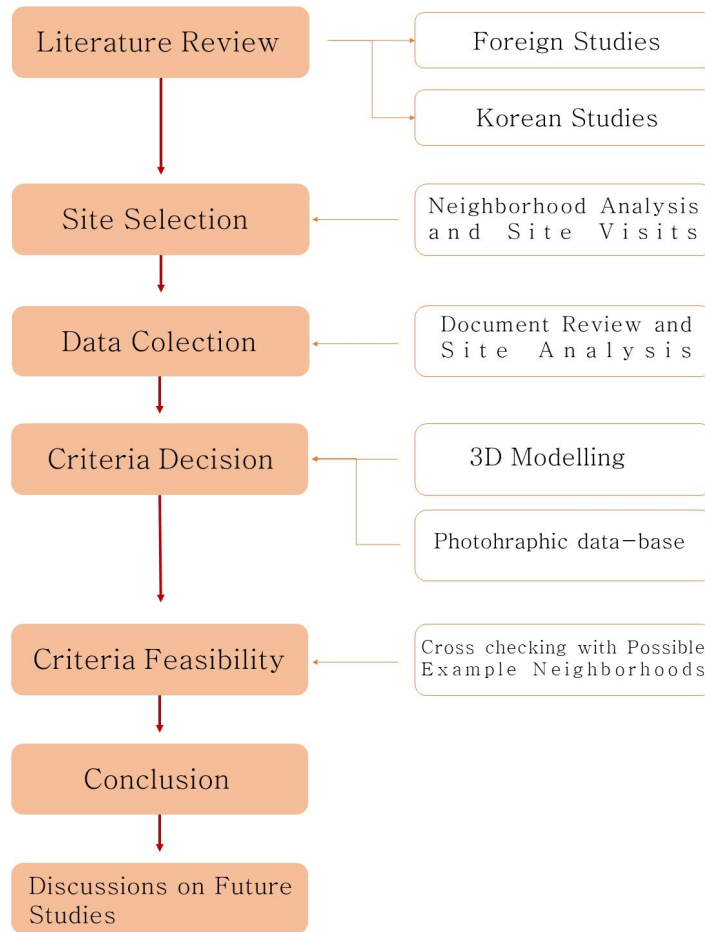 Literature Review
Foreign Studies
Korean Studies
Site Selection
Neighborhood Analysis
and Site Visits
Data Colection
Document Review and
Site Analysis
Criteria Decision
3D Modelling
Photohraphic data-base
Criteria Feasibility
Cross checking with Possible
Example Neighborhoods
Conclusion
Discussions on Future
Studies